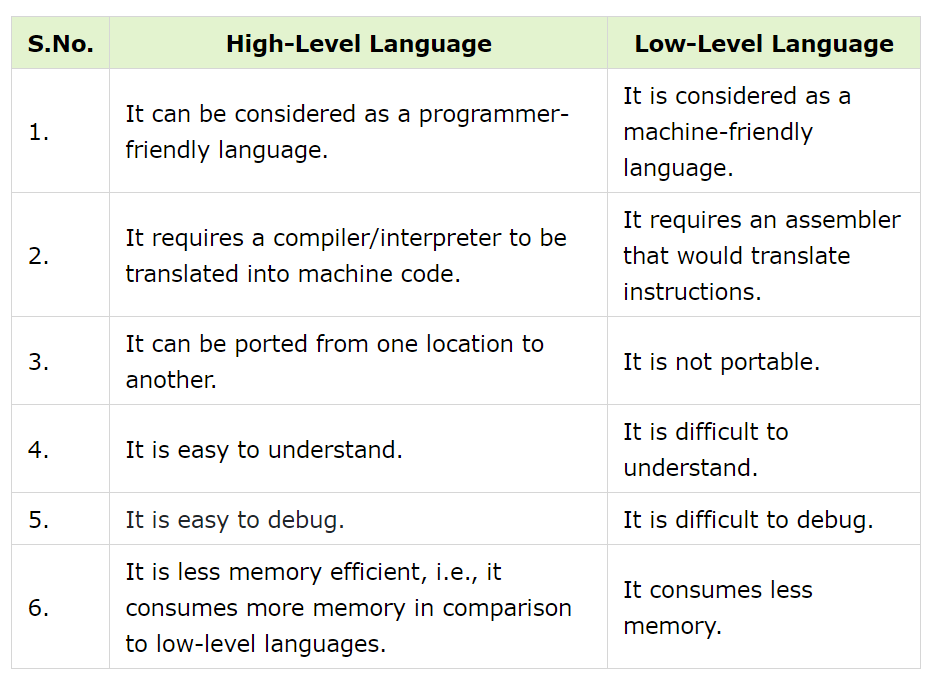 S.No. High-Level Language Low-Level Language
1. It can be considered as a programmer-
friendly language.
It is considered as a
machine-friendly
language.
2. It requires a compiler/interpreter to be
translated into machine code.
It requires an assembler
that would translate
instructions.
3. It can be ported from one location to
another.
It is not portable.
4. It is easy to understand.
It is difficult to
understand.
5. It is easy to debug.
It is difficult to debug.
6. It is less memory efficient, i.e., it
consumes more memory in comparison
to low-level languages.
It consumes less
memory.